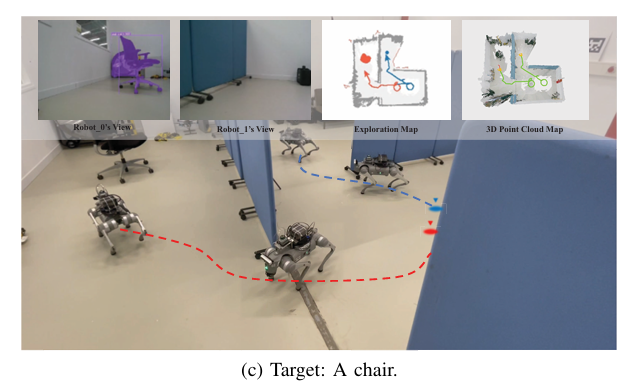 Robot_0's View
Robot_1's View
Exploration Map
3D Point Cloud Map
(c) Target: A chair.